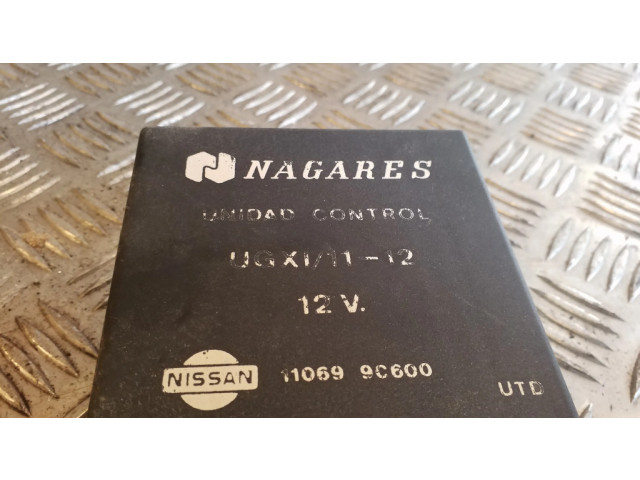 NAGARES
UNIDAD CONTROL
UGXI/11-12
12 V.
NISSAN 11069 9C600
UTD